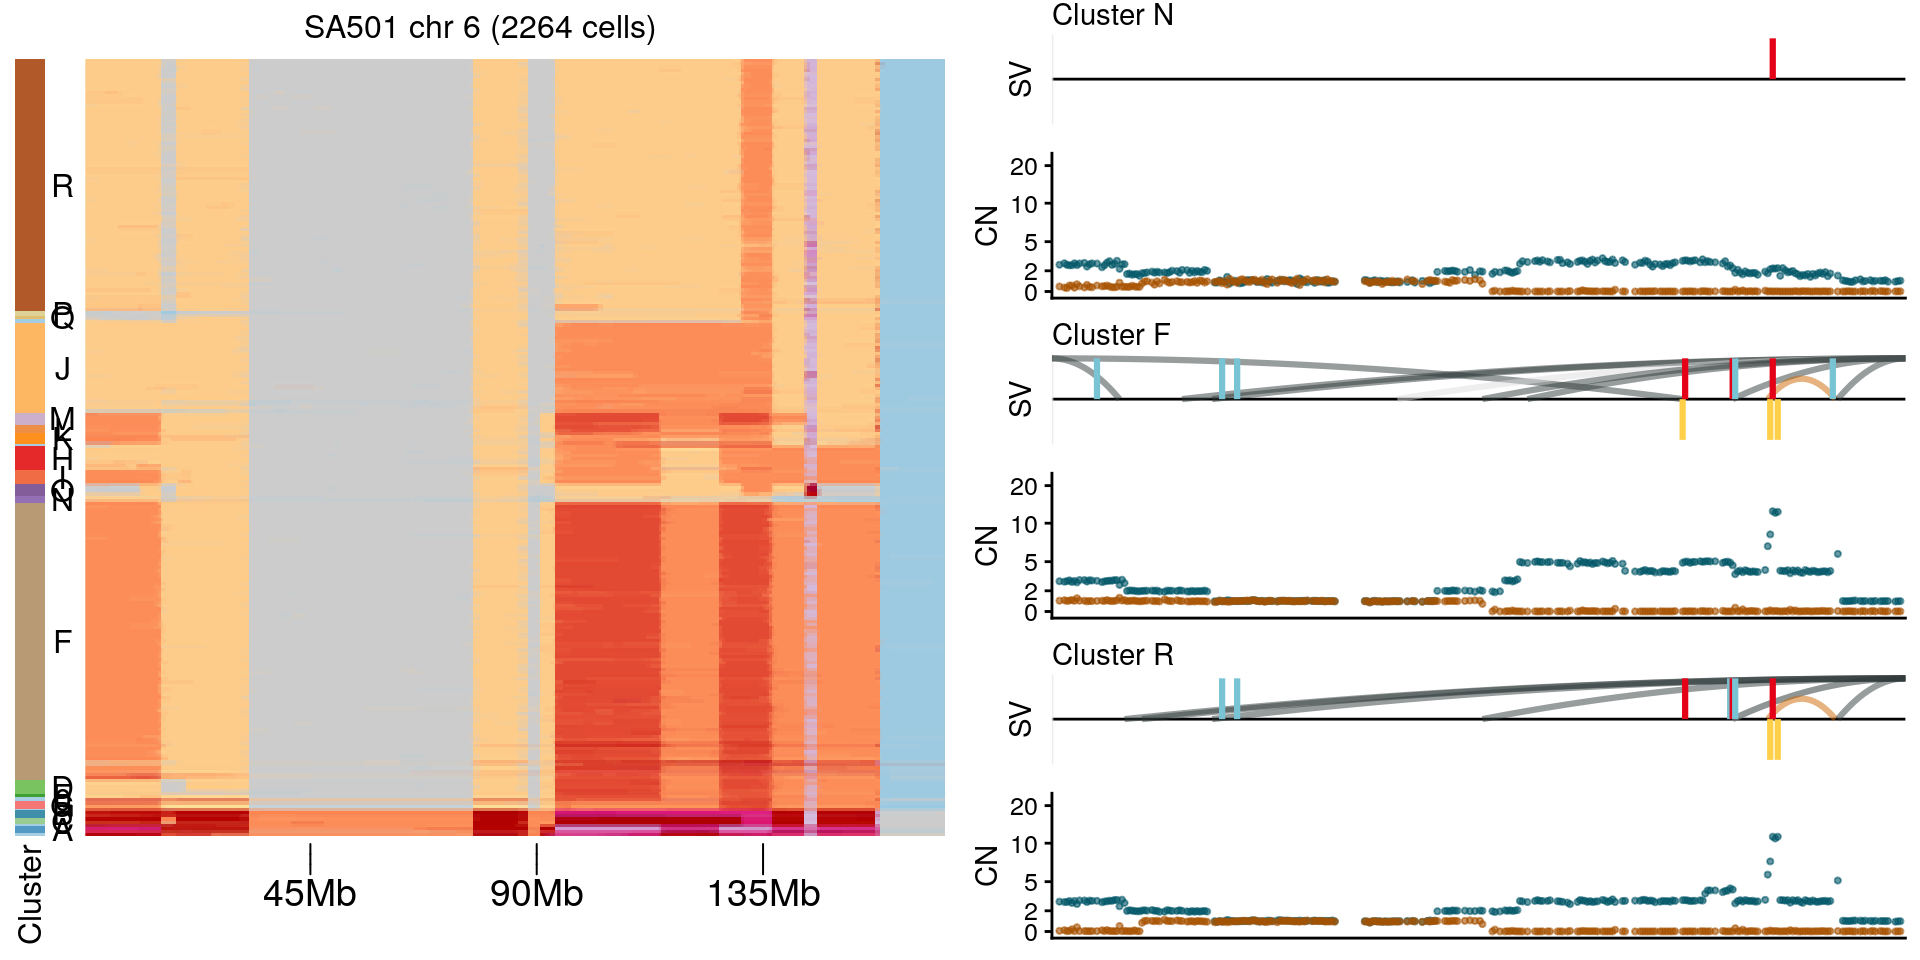 SA501 chr 6 (2264 cells)
R
Q
J
M
K
H
I
O
N
F
D
A
Cluster
45Mb
90Mb
135Mb
Cluster N
SV
20
10
5
2
0
CN
Cluster F
SV
20
10
5
2
0
CN
Cluster R
SV
20
10
5
2
0
CN